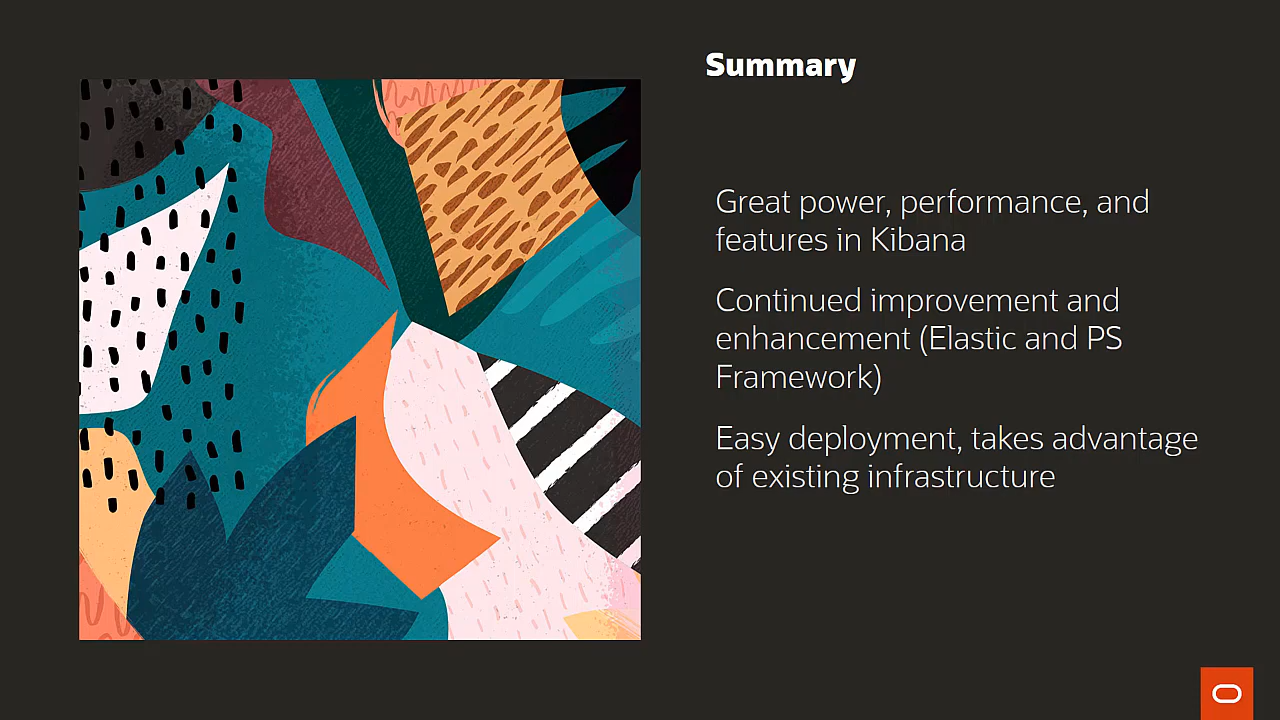 Summary
Great power, performance, and
features in Kibana
Continued improvement and
enhancement (Elastic and PS
Framework)
Easy deployment, takes advantage
of existing infrastructure